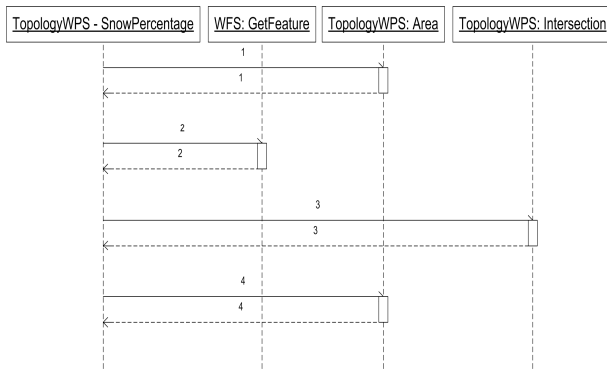 TopologyWPS - SnowPercentage
WFS: GetFeature
TopologyWPS: Area
TopologyWPS: Intersection
1
1
2
2
3
3
4
4